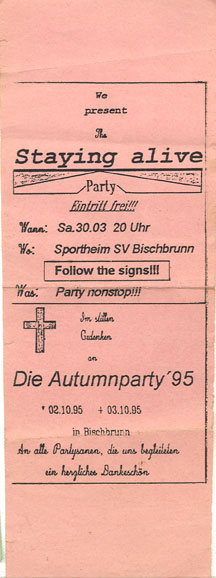 We
present
The
Staying alive
Party
Eintritt frei!!!
Wann: Sa.30.03 20 Uhr
Wo: Sportheim SV Bischbrunn
Follow the signs!!!
Was: Party nonstop!!!
Im stillen
Gedenken
an
Die Autumnparty´95
* 02.10.95 + 03.10.95
in Bischbrunn
An alle Partysanen, die uns begleiteten
ein herzliches Dankeschön